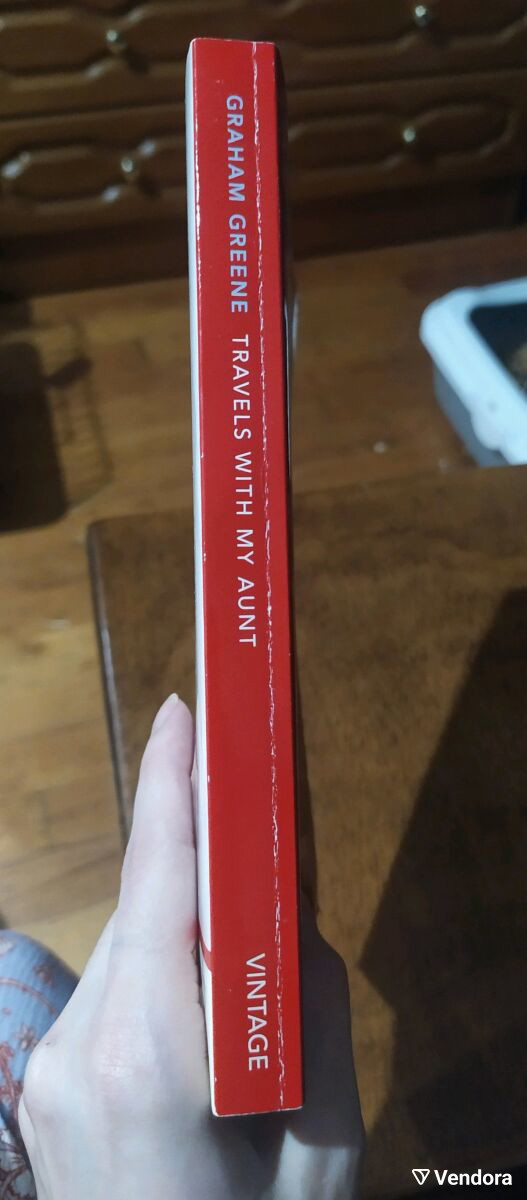 GRAHAM GREENE TRAVELS WITH MY AUNT
VINTAGE
Vendora